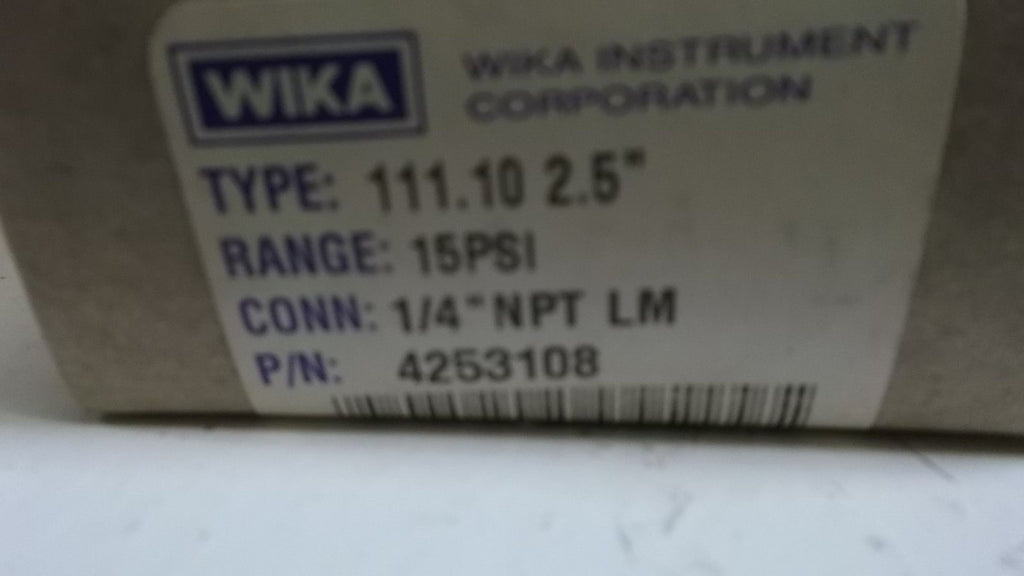 WIKA
WIKA INSTRUMENT
CORPORATION
TYPE: 111.10 2.5"
RANGE: 15PSI
CONN: 1/4" NPT LM
P/N: 4253108